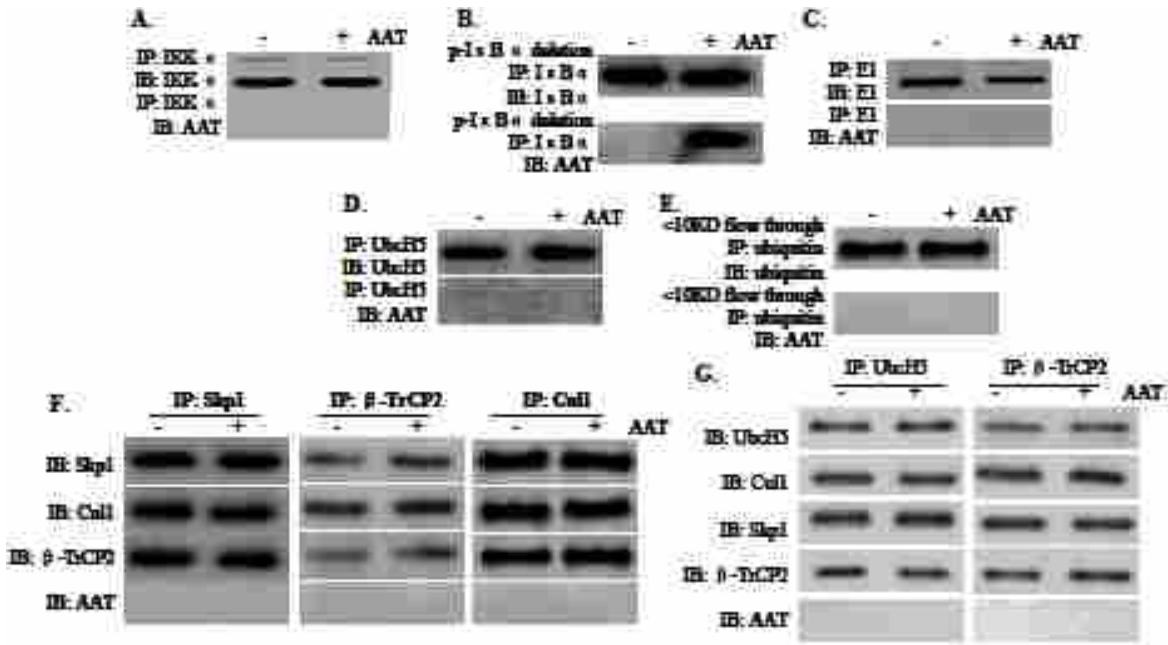 A.
- + AAT
IP: IKK α
IB: IKK α
IP: IKK α
IB: AAT
B.
- + AAT
p-IκBα deletion
IP: IκBα
IB: IκBα
p-IκBα deletion
IP: IκBα
IB: AAT
C.
- + AAT
IP: E1
IB: E1
IP: E1
IB: AAT
D.
- + AAT
IP: UbcH5
IB: UbcH5
IP: UbcH5
IB: AAT
E.
- + AAT
<10KD flow through
IP: ubiquitin
IB: ubiquitin
<10KD flow through
IP: ubiquitin
IB: AAT
F.
IP: Skp1 IP: β-TrCP2 IP: Cul1
- + - + - + AAT
IB: Skp1
IB: Cul1
IB: β-TrCP2
IB: AAT
G.
IP: UbcH5 IP: β-TrCP2
- + - + AAT
IB: UbcH5
IB: Cul1
IB: Skp1
IB: β-TrCP2
IB: AAT